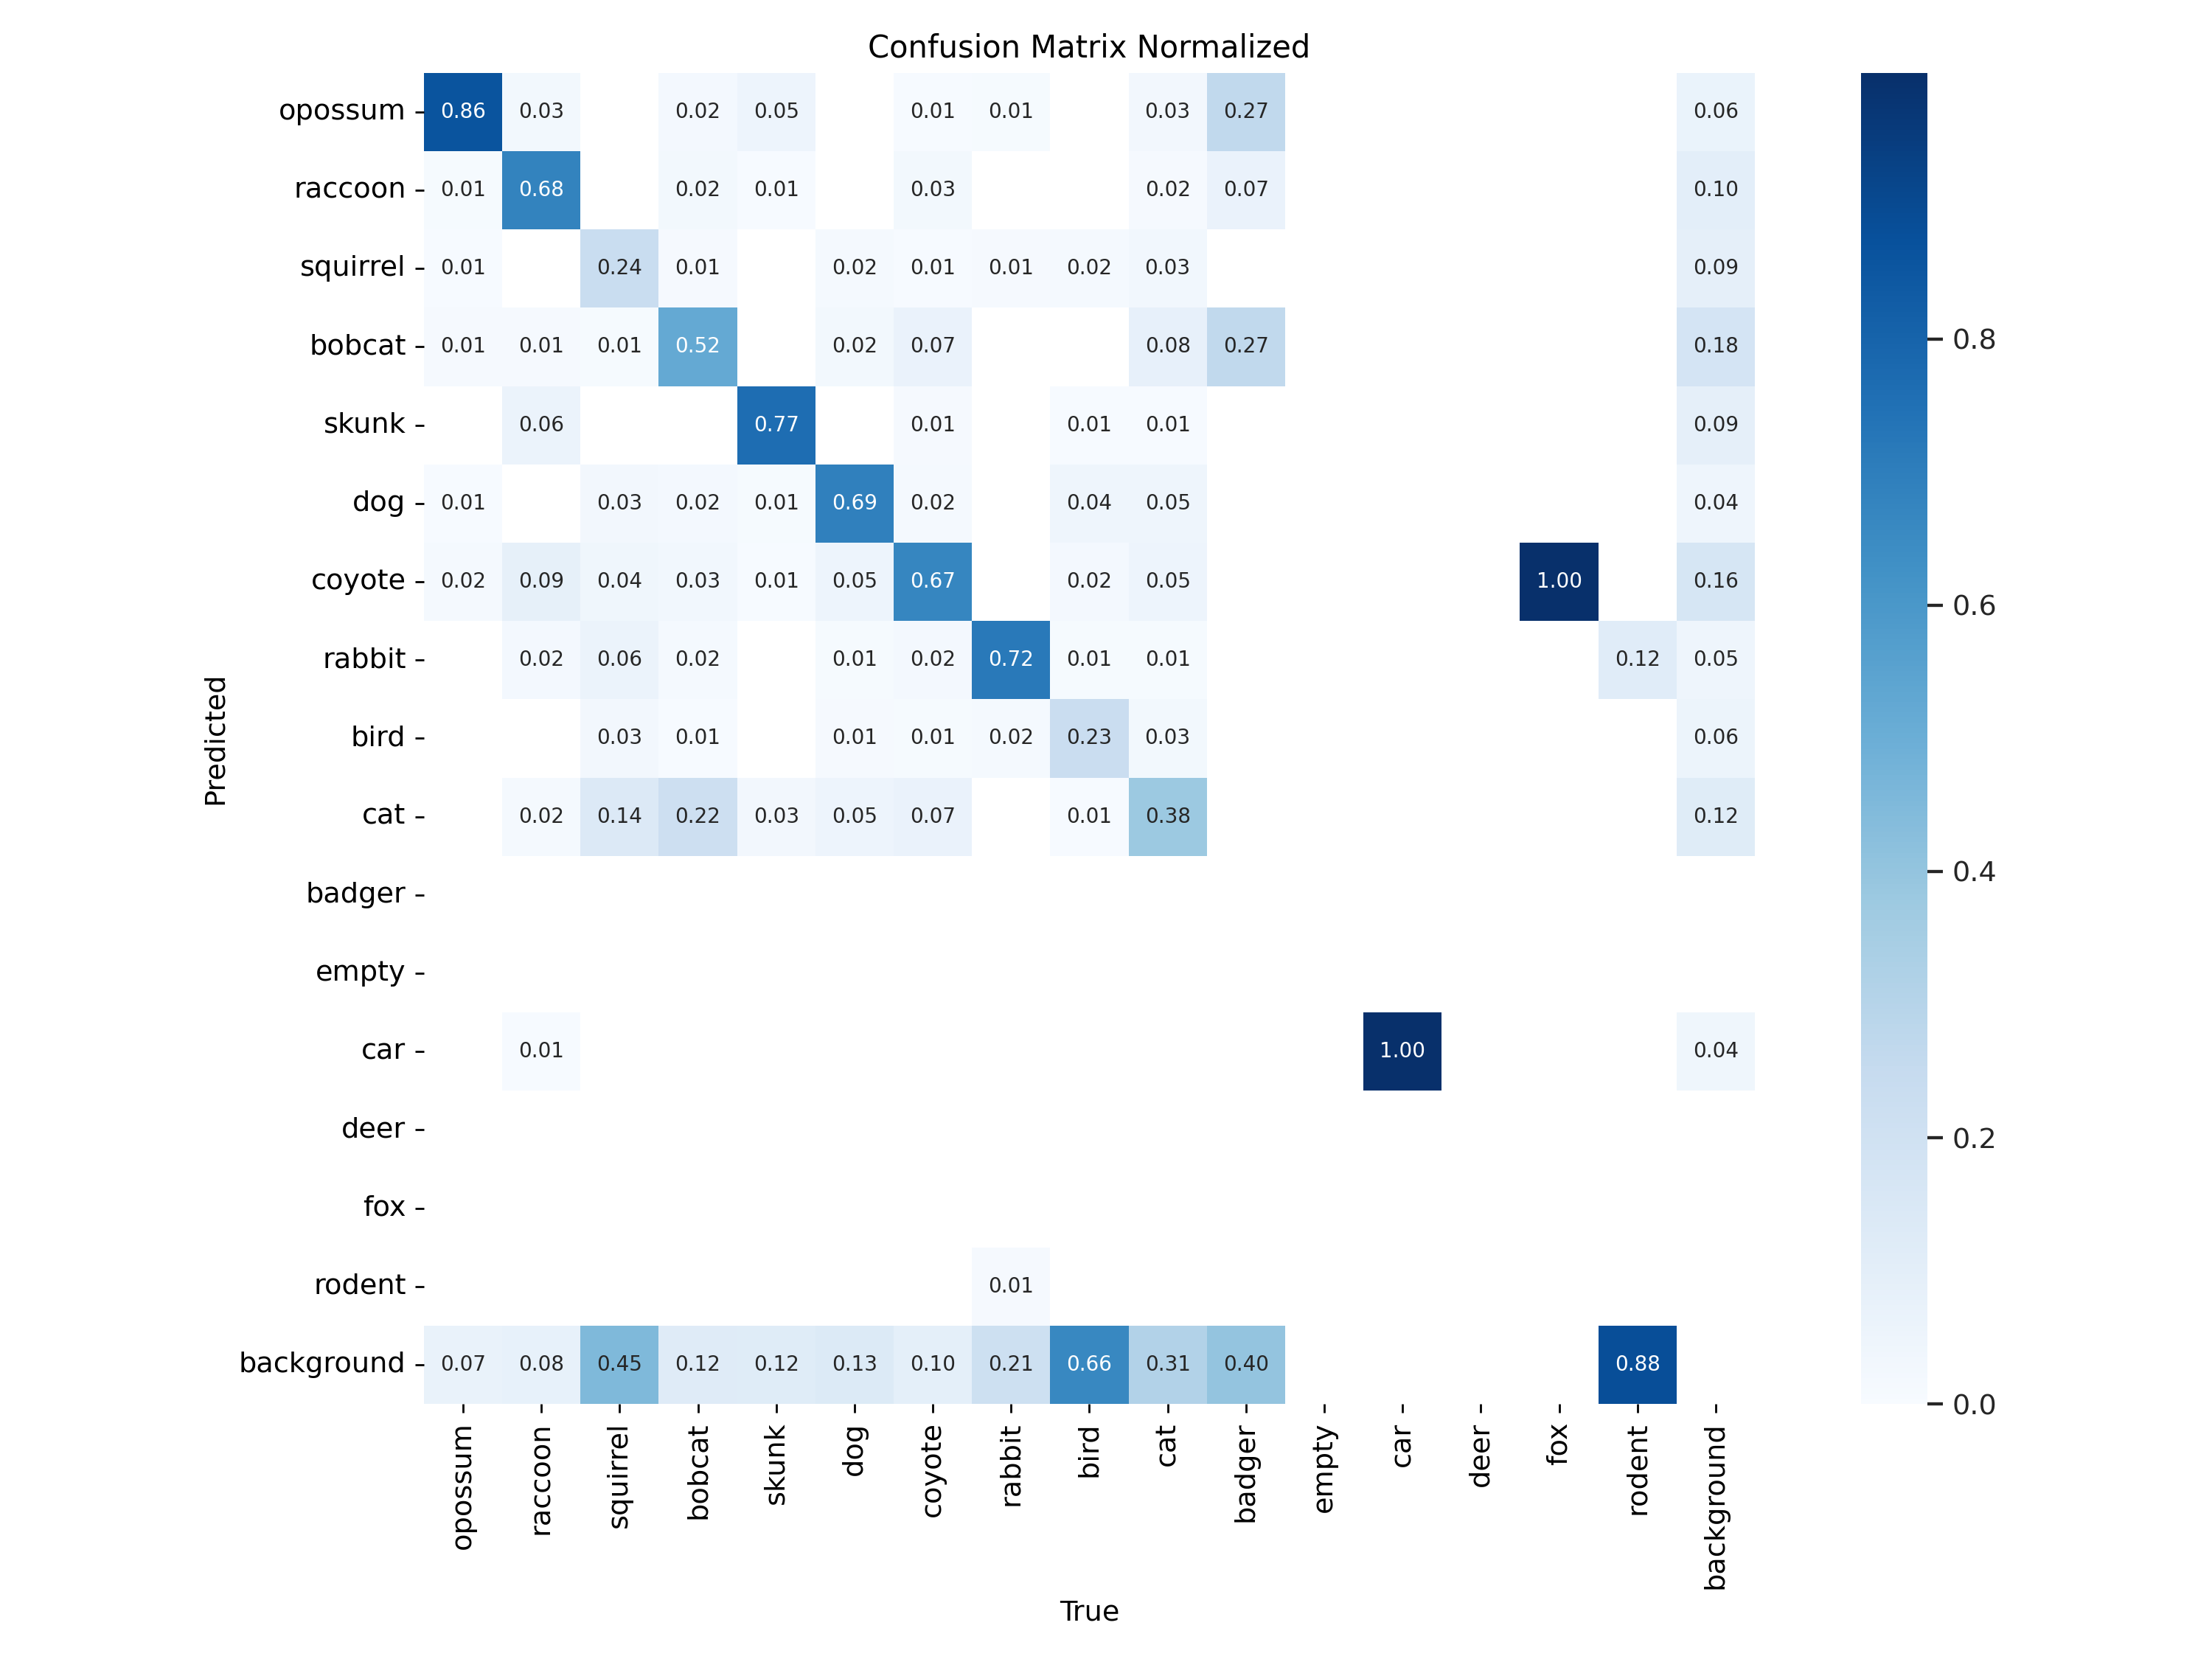 Confusion Matrix Normalized
opossum 0.86 0.03 0.02 0.05 0.01 0.01 0.03 0.27 0.06
raccoon 0.01 0.68 0.02 0.01 0.03 0.02 0.07 0.10
squirrel 0.01 0.24 0.01 0.02 0.01 0.01 0.02 0.03 0.09
bobcat 0.01 0.01 0.01 0.52 0.02 0.07 0.08 0.27 0.18
0.8
skunk 0.06 0.77 0.01 0.01 0.01 0.09
dog 0.01 0.03 0.02 0.01 0.69 0.02 0.04 0.05 0.04
coyote 0.02 0.09 0.04 0.03 0.01 0.05 0.67 0.02 0.05 1.00 0.16
0.6
rabbit 0.02 0.06 0.02 0.01 0.02 0.72 0.01 0.01 0.12 0.05
Predicted
bird 0.03 0.01 0.01 0.01 0.02 0.23 0.03 0.06
cat 0.02 0.14 0.22 0.03 0.05 0.07 0.01 0.38 0.12
0.4
badger
empty
car 0.01 1.00 0.04
deer
0.2
fox
rodent 0.01
background 0.07 0.08 0.45 0.12 0.12 0.13 0.10 0.21 0.66 0.31 0.40 0.88
0.0
opossum raccoon squirrel bobcat skunk dog coyote rabbit bird cat badger empty car deer fox rodent background
True